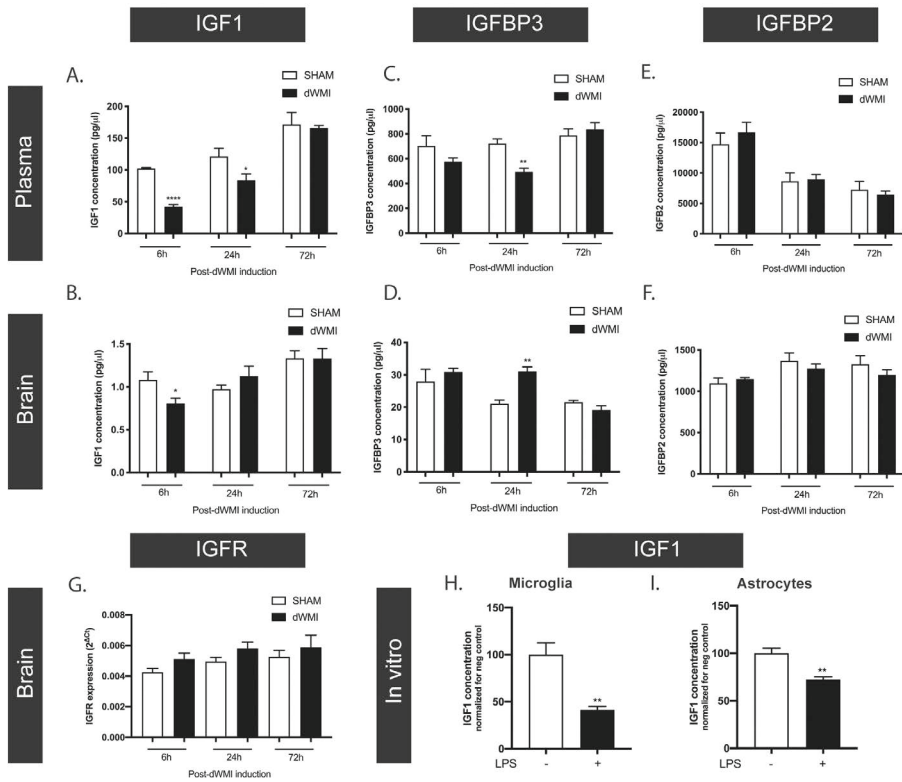 IGF1
IGFBP3
IGFBP2
Plasma
A.
SHAM
dWMI
IGF1 concentration (pg/µl)
200
150
100
50
0
****
*
6h
24h
72h
Post-dWMI induction
C.
SHAM
dWMI
IGFBP3 concentration (pg/µl)
1000
800
600
400
200
0
**
6h
24h
72h
Post-dWMI induction
E.
SHAM
dWMI
IGFB2 concentration (pg/µl)
20000
15000
10000
5000
0
6h
24h
72h
Post-dWMI induction
Brain
B.
SHAM
dWMI
IGF1 concentration (pg/µl)
1.5
1.0
0.5
0.0
*
6h
24h
72h
Post-dWMI induction
D.
SHAM
dWMI
IGFBP3 concentration (pg/µl)
40
30
20
10
0
**
6h
24h
72h
Post-dWMI induction
F.
SHAM
dWMI
IGFBP2 concentration (pg/µl)
1500
1000
500
0
6h
24h
72h
Post-dWMI induction
IGFR
Brain
G.
SHAM
dWMI
IGFR expression (2ΔCt)
0.008
0.006
0.004
0.002
0.000
6h
24h
72h
Post-dWMI induction
IGF1
In vitro
H.
Microglia
IGF1 concentration
normalized for neg control
150
100
50
0
**
LPS - +
I.
Astrocytes
IGF1 concentration
normalized for neg control
150
100
50
0
**
LPS - +